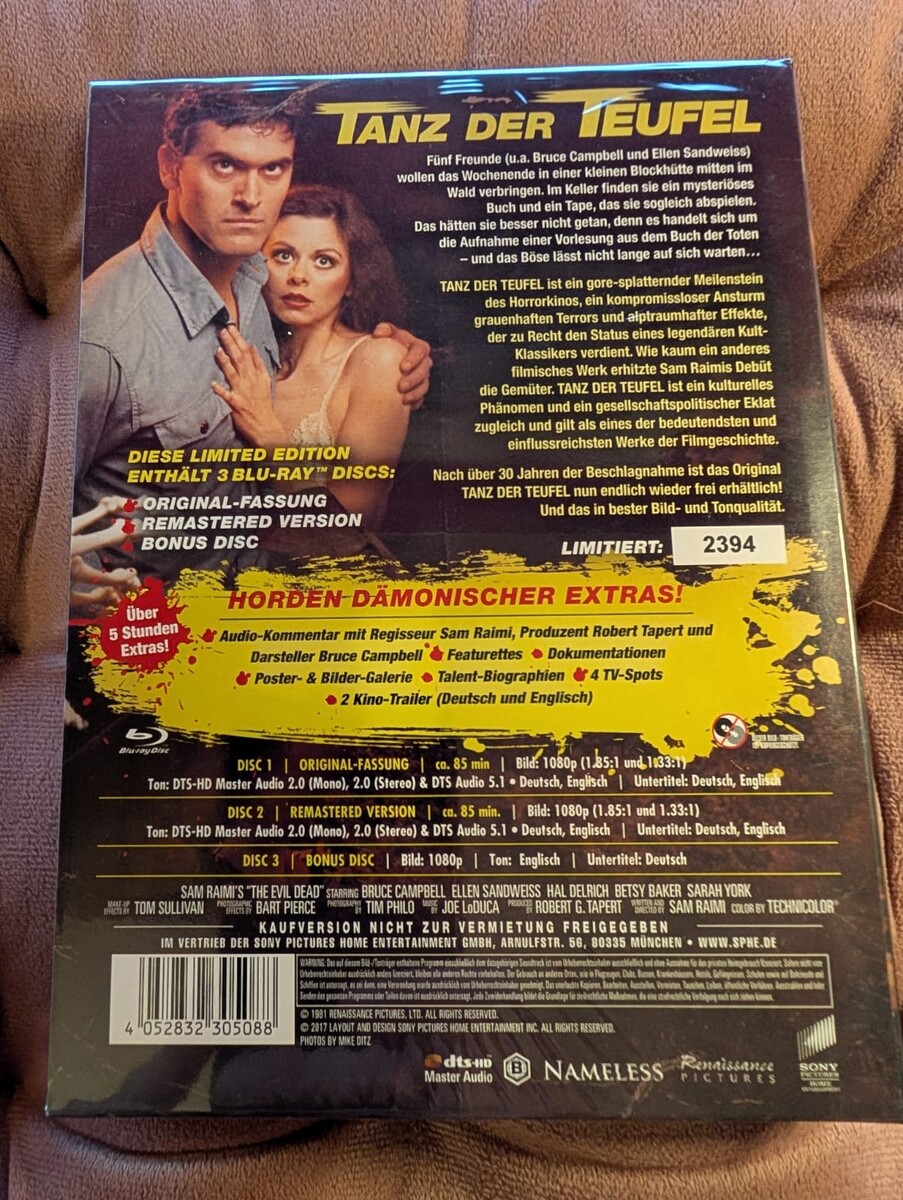 TANZ DER TEUFEL
Fünf Freunde (u.a. Bruce Campbell und Ellen Sandweiss)
wollen das Wochenende in einer kleinen Blockhütte mitten im
Wald verbringen. Im Keller finden sie ein mysteriöses
Buch und ein Tape, das sie sogleich abspielen.
Das hätten sie besser nicht getan, denn es handelt sich um
die Aufnahme einer Vorlesung aus dem Buch der Toten
– und das Böse lässt nicht lange auf sich warten…
TANZ DER TEUFEL ist ein gore-splatternder Meilenstein
des Horrorkinos, ein kompromissloser Ansturm
grauenhaften Terrors und alptraumhafter Effekte,
der zu Recht den Status eines legendären Kult-
Klassikers verdient. Wie kaum ein anderes
filmisches Werk erhitzte Sam Raimis Debüt
die Gemüter. TANZ DER TEUFEL ist ein kulturelles
Phänomen und ein gesellschaftspolitischer Eklat
zugleich und gilt als eines der bedeutendsten und
einflussreichsten Werke der Filmgeschichte.
Nach über 30 Jahren der Beschlagnahme ist das Original
TANZ DER TEUFEL nun endlich wieder frei erhältlich!
Und das in bester Bild- und Tonqualität.
DIESE LIMITED EDITION
ENTHÄLT 3 BLU-RAY™ DISCS:
ORIGINAL-FASSUNG
REMASTERED VERSION
BONUS DISC
LIMITIERT: 2394
HORDEN DÄMONISCHER EXTRAS!
Über
5 Stunden
Extras!
Audio-Kommentar mit Regisseur Sam Raimi, Produzent Robert Tapert und
Darsteller Bruce Campbell Featurettes Dokumentationen
Poster- & Bilder-Galerie Talent-Biographien 4 TV-Spots
2 Kino-Trailer (Deutsch und Englisch)
Blu-ray Disc
DISC 1 | ORIGINAL-FASSUNG | ca. 85 min | Bild: 1080p (1.85:1 und 1.33:1)
Ton: DTS-HD Master Audio 2.0 (Mono), 2.0 (Stereo) & DTS Audio 5.1 • Deutsch, Englisch | Untertitel: Deutsch, Englisch
DISC 2 | REMASTERED VERSION | ca. 85 min. | Bild: 1080p (1.85:1 und 1.33:1)
Ton: DTS-HD Master Audio 2.0 (Mono), 2.0 (Stereo) & DTS Audio 5.1 • Deutsch, Englisch | Untertitel: Deutsch, Englisch
DISC 3 | BONUS DISC | Bild: 1080p | Ton: Englisch | Untertitel: Deutsch
SAM RAIMI'S "THE EVIL DEAD" STARRING BRUCE CAMPBELL ELLEN SANDWEISS HAL DELRICH BETSY BAKER SARAH YORK
MAKE-UP EFFECTS BY TOM SULLIVAN PHOTOGRAPHIC EFFECTS BY BART PIERCE PHOTOGRAPHY BY TIM PHILO MUSIC BY JOE LoDUCA PRODUCED BY ROBERT G. TAPERT WRITTEN AND DIRECTED BY SAM RAIMI COLOR BY TECHNICOLOR®
KAUFVERSION NICHT ZUR VERMIETUNG FREIGEGEBEN
IM VERTRIEB DER SONY PICTURES HOME ENTERTAINMENT GMBH, ARNULFSTR. 56, 80335 MÜNCHEN • WWW.SPHE.DE
4 052832 305088
© 1981 RENAISSANCE PICTURES, LTD. ALL RIGHTS RESERVED.
© 2017 LAYOUT AND DESIGN SONY PICTURES HOME ENTERTAINMENT INC. ALL RIGHTS RESERVED.
PHOTOS BY MIKE DITZ
dts-HD
Master Audio
B
NAMELESS
Renaissance
PICTURES
SONY
PICTURES
HOME
ENTERTAINMENT